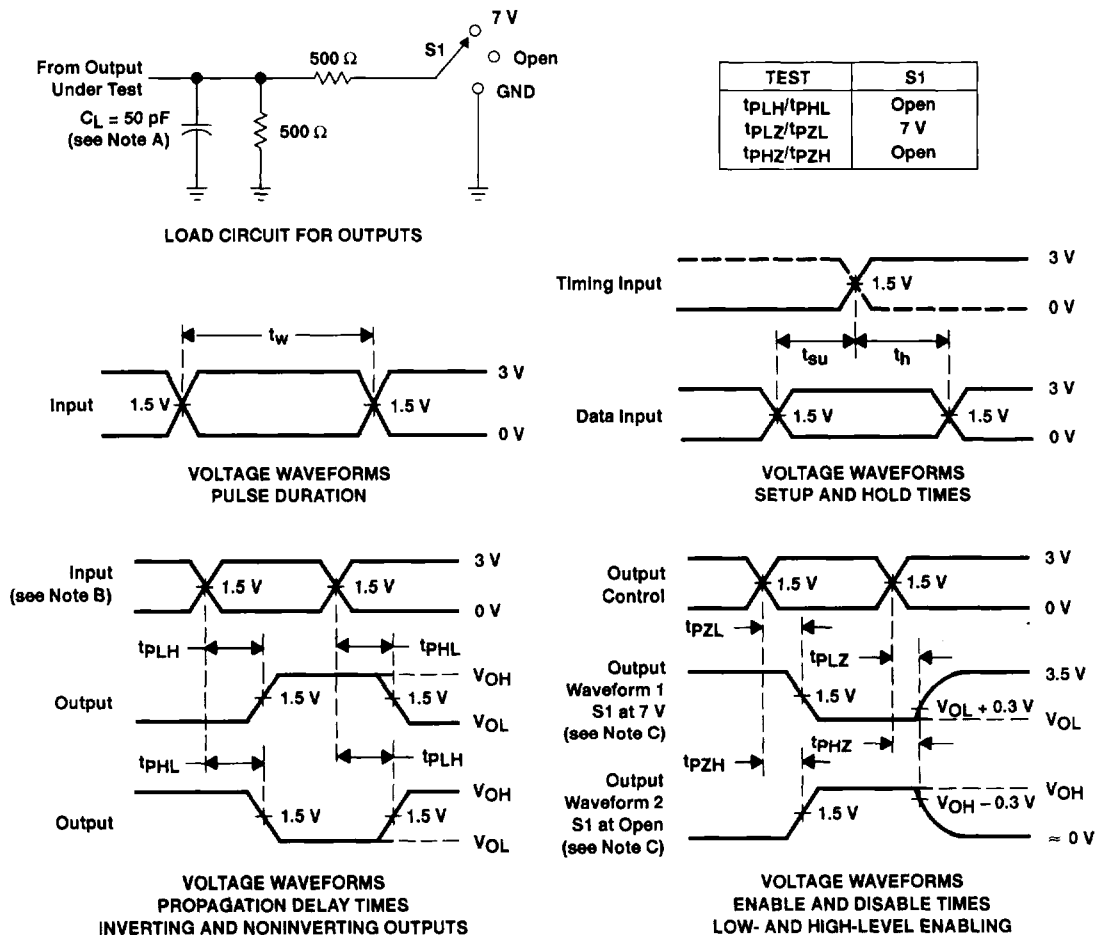 7 V
S1
Open
500 Ω
From Output
Under Test
GND
CL = 50 pF
(see Note A)
500 Ω
LOAD CIRCUIT FOR OUTPUTS
TEST S1
tPLH/tPHL Open
tPLZ/tPZL 7 V
tPHZ/tPZH Open
Timing Input
3 V
1.5 V
0 V
tsu
th
Data Input
3 V
1.5 V
1.5 V
0 V
VOLTAGE WAVEFORMS
SETUP AND HOLD TIMES
tw
Input
3 V
1.5 V
1.5 V
0 V
VOLTAGE WAVEFORMS
PULSE DURATION
Input
(see Note B)
3 V
1.5 V
1.5 V
0 V
tPLH
tPHL
VOH
Output
1.5 V
1.5 V
VOL
tPHL
tPLH
VOH
Output
1.5 V
1.5 V
VOL
VOLTAGE WAVEFORMS
PROPAGATION DELAY TIMES
INVERTING AND NONINVERTING OUTPUTS
Output
Control
3 V
1.5 V
1.5 V
0 V
tPZL
tPLZ
Output
Waveform 1
S1 at 7 V
(see Note C)
3.5 V
1.5 V
VOL + 0.3 V
VOL
tPHZ
tPZH
Output
Waveform 2
S1 at Open
(see Note C)
VOH
1.5 V
VOH – 0.3 V
≈ 0 V
VOLTAGE WAVEFORMS
ENABLE AND DISABLE TIMES
LOW- AND HIGH-LEVEL ENABLING